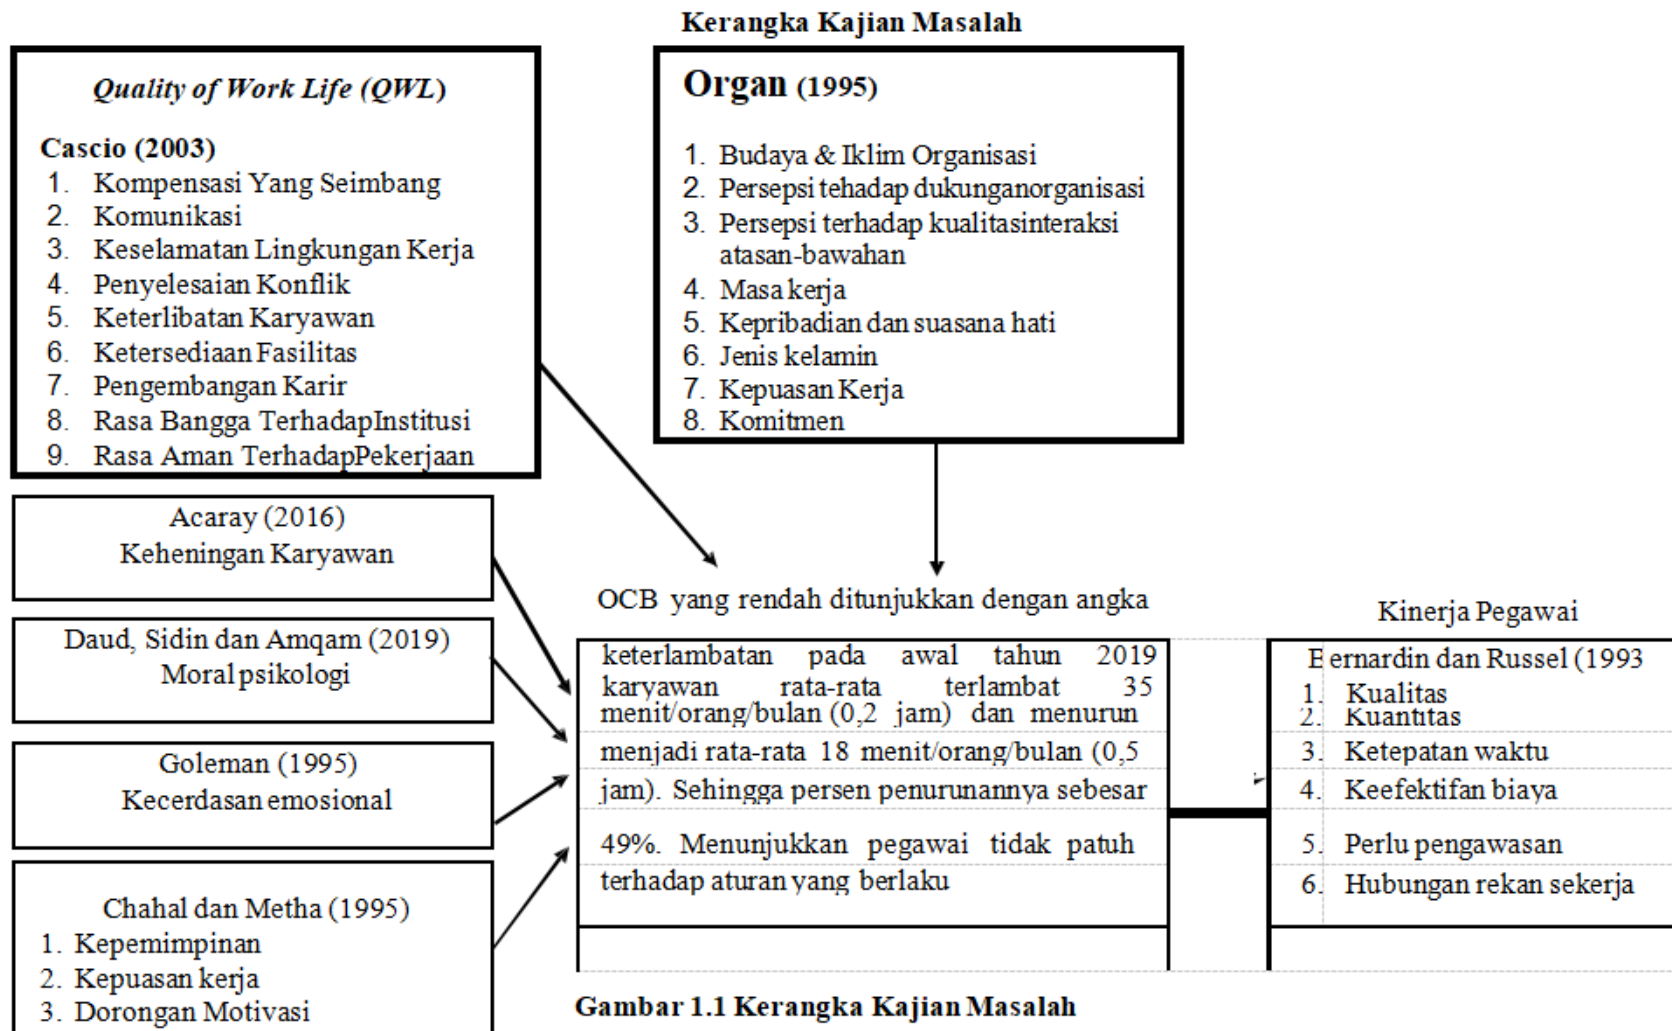 Kerangka Kajian Masalah
Quality of Work Life (QWL)
Cascio (2003)
1. Kompensasi Yang Seimbang
2. Komunikasi
3. Keselamatan Lingkungan Kerja
4. Penyelesaian Konflik
5. Keterlibatan Karyawan
6. Ketersediaan Fasilitas
7. Pengembangan Karir
8. Rasa Bangga TerhadapInstitusi
9. Rasa Aman TerhadapPekerjaan
Organ (1995)
1. Budaya & Iklim Organisasi
2. Persepsi tehadap dukunganorganisasi
3. Persepsi terhadap kualitasinteraksi
atasan-bawahan
4. Masa kerja
5. Kepribadian dan suasana hati
6. Jenis kelamin
7. Kepuasan Kerja
8. Komitmen
Acaray (2016)
Keheningan Karyawan
Daud, Sidin dan Amqam (2019)
Moral psikologi
Goleman (1995)
Kecerdasan emosional
Chahal dan Metha (1995)
1. Kepemimpinan
2. Kepuasan kerja
3. Dorongan Motivasi
OCB yang rendah ditunjukkan dengan angka
keterlambatan pada awal tahun 2019
karyawan rata-rata terlambat 35
menit/orang/bulan (0,2 jam) dan menurun
menjadi rata-rata 18 menit/orang/bulan (0,5
jam). Sehingga persen penurunannya sebesar
49%. Menunjukkan pegawai tidak patuh
terhadap aturan yang berlaku
Kinerja Pegawai
Bernardin dan Russel (1993
1. Kualitas
2. Kuantitas
3. Ketepatan waktu
4. Keefektifan biaya
5. Perlu pengawasan
6. Hubungan rekan sekerja
Gambar 1.1 Kerangka Kajian Masalah